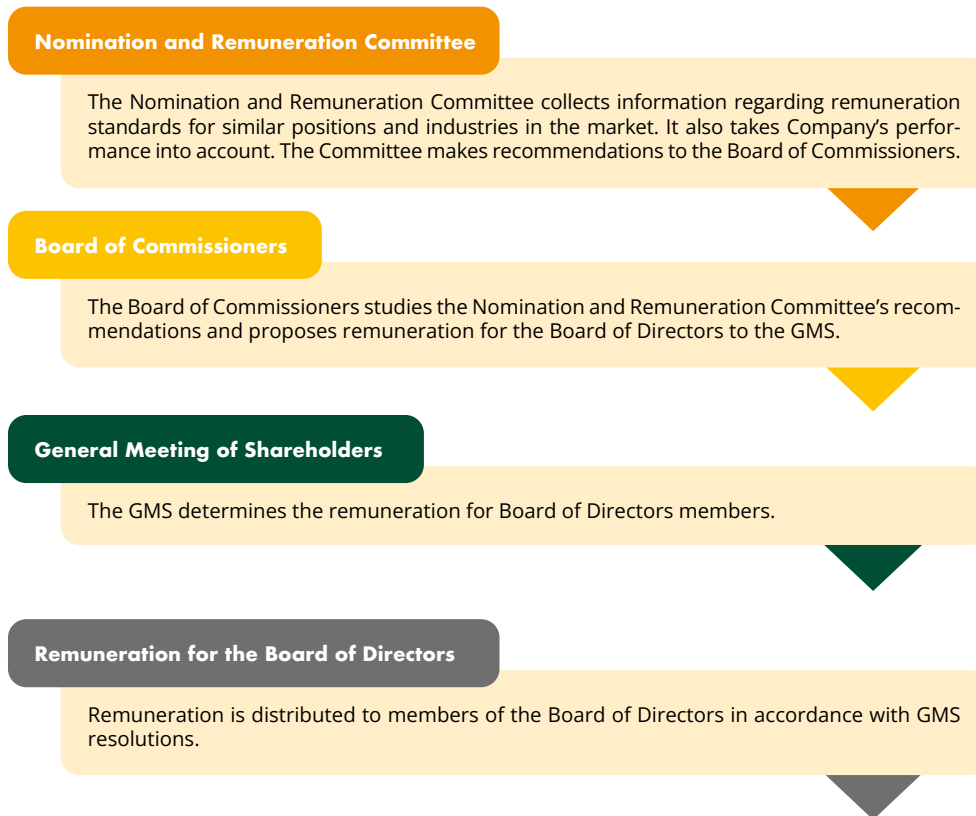 Nomination and Remuneration Committee
The Nomination and Remuneration Committee collects information regarding remuneration
standards for similar positions and industries in the market. It also takes Company's perfor-
mance into account. The Committee makes recommendations to the Board of Commissioners.
Board of Commissioners
The Board of Commissioners studies the Nomination and Remuneration Committee's recom-
mendations and proposes remuneration for the Board of Directors to the GMS.
General Meeting of Shareholders
The GMS determines the remuneration for Board of Directors members.
Remuneration for the Board of Directors
Remuneration is distributed to members of the Board of Directors in accordance with GMS
resolutions.